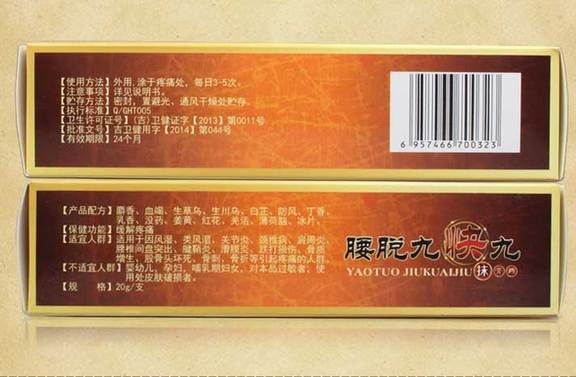 【使用方法】外用，涂于疼痛处，每日3-5次。
【注意事项】详见说明书。
【贮存方法】密封，置避光、通风干燥处贮存。
【执行标准】Q/GHT005
【卫生许可证号】（吉）卫健证字【2013】第0011号
【批准文号】吉卫健用字【2014】第044号
【有效期限】24个月
6 957466 700323
【产品配方】麝香、血竭、生草乌、生川乌、白芷、防风、丁香、
乳香、没药、姜黄、红花、羌活、薄荷脑、冰片。
【保健功能】缓解疼痛
【适宜人群】适用于因风湿、类风湿、关节炎、颈椎病、肩周炎、
腰椎间盘突出、腱鞘炎、滑膜炎、跌打损伤、骨质
增生、股骨头坏死、骨刺、骨折等引起疼痛的人群。
【不适宜人群】婴幼儿，孕妇，哺乳期妇女，对本品过敏者，使
用处皮肤破损者。
【规　　格】20g/支
腰脱九快九
YAOTUO JIUKUAIJIU
抹